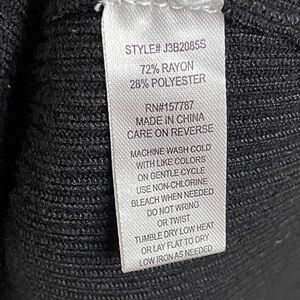 STYLE# J3B2085S
72% RAYON
28% POLYESTER
RN#157787
MADE IN CHINA
CARE ON REVERSE
MACHINE WASH COLD
WITH LIKE COLORS
ON GENTLE CYCLE
USE NON-CHLORINE
BLEACH WHEN NEEDED
DO NOT WRING
OR TWIST
TUMBLE DRY LOW HEAT
OR LAY FLAT TO DRY
LOW IRON AS NEEDED